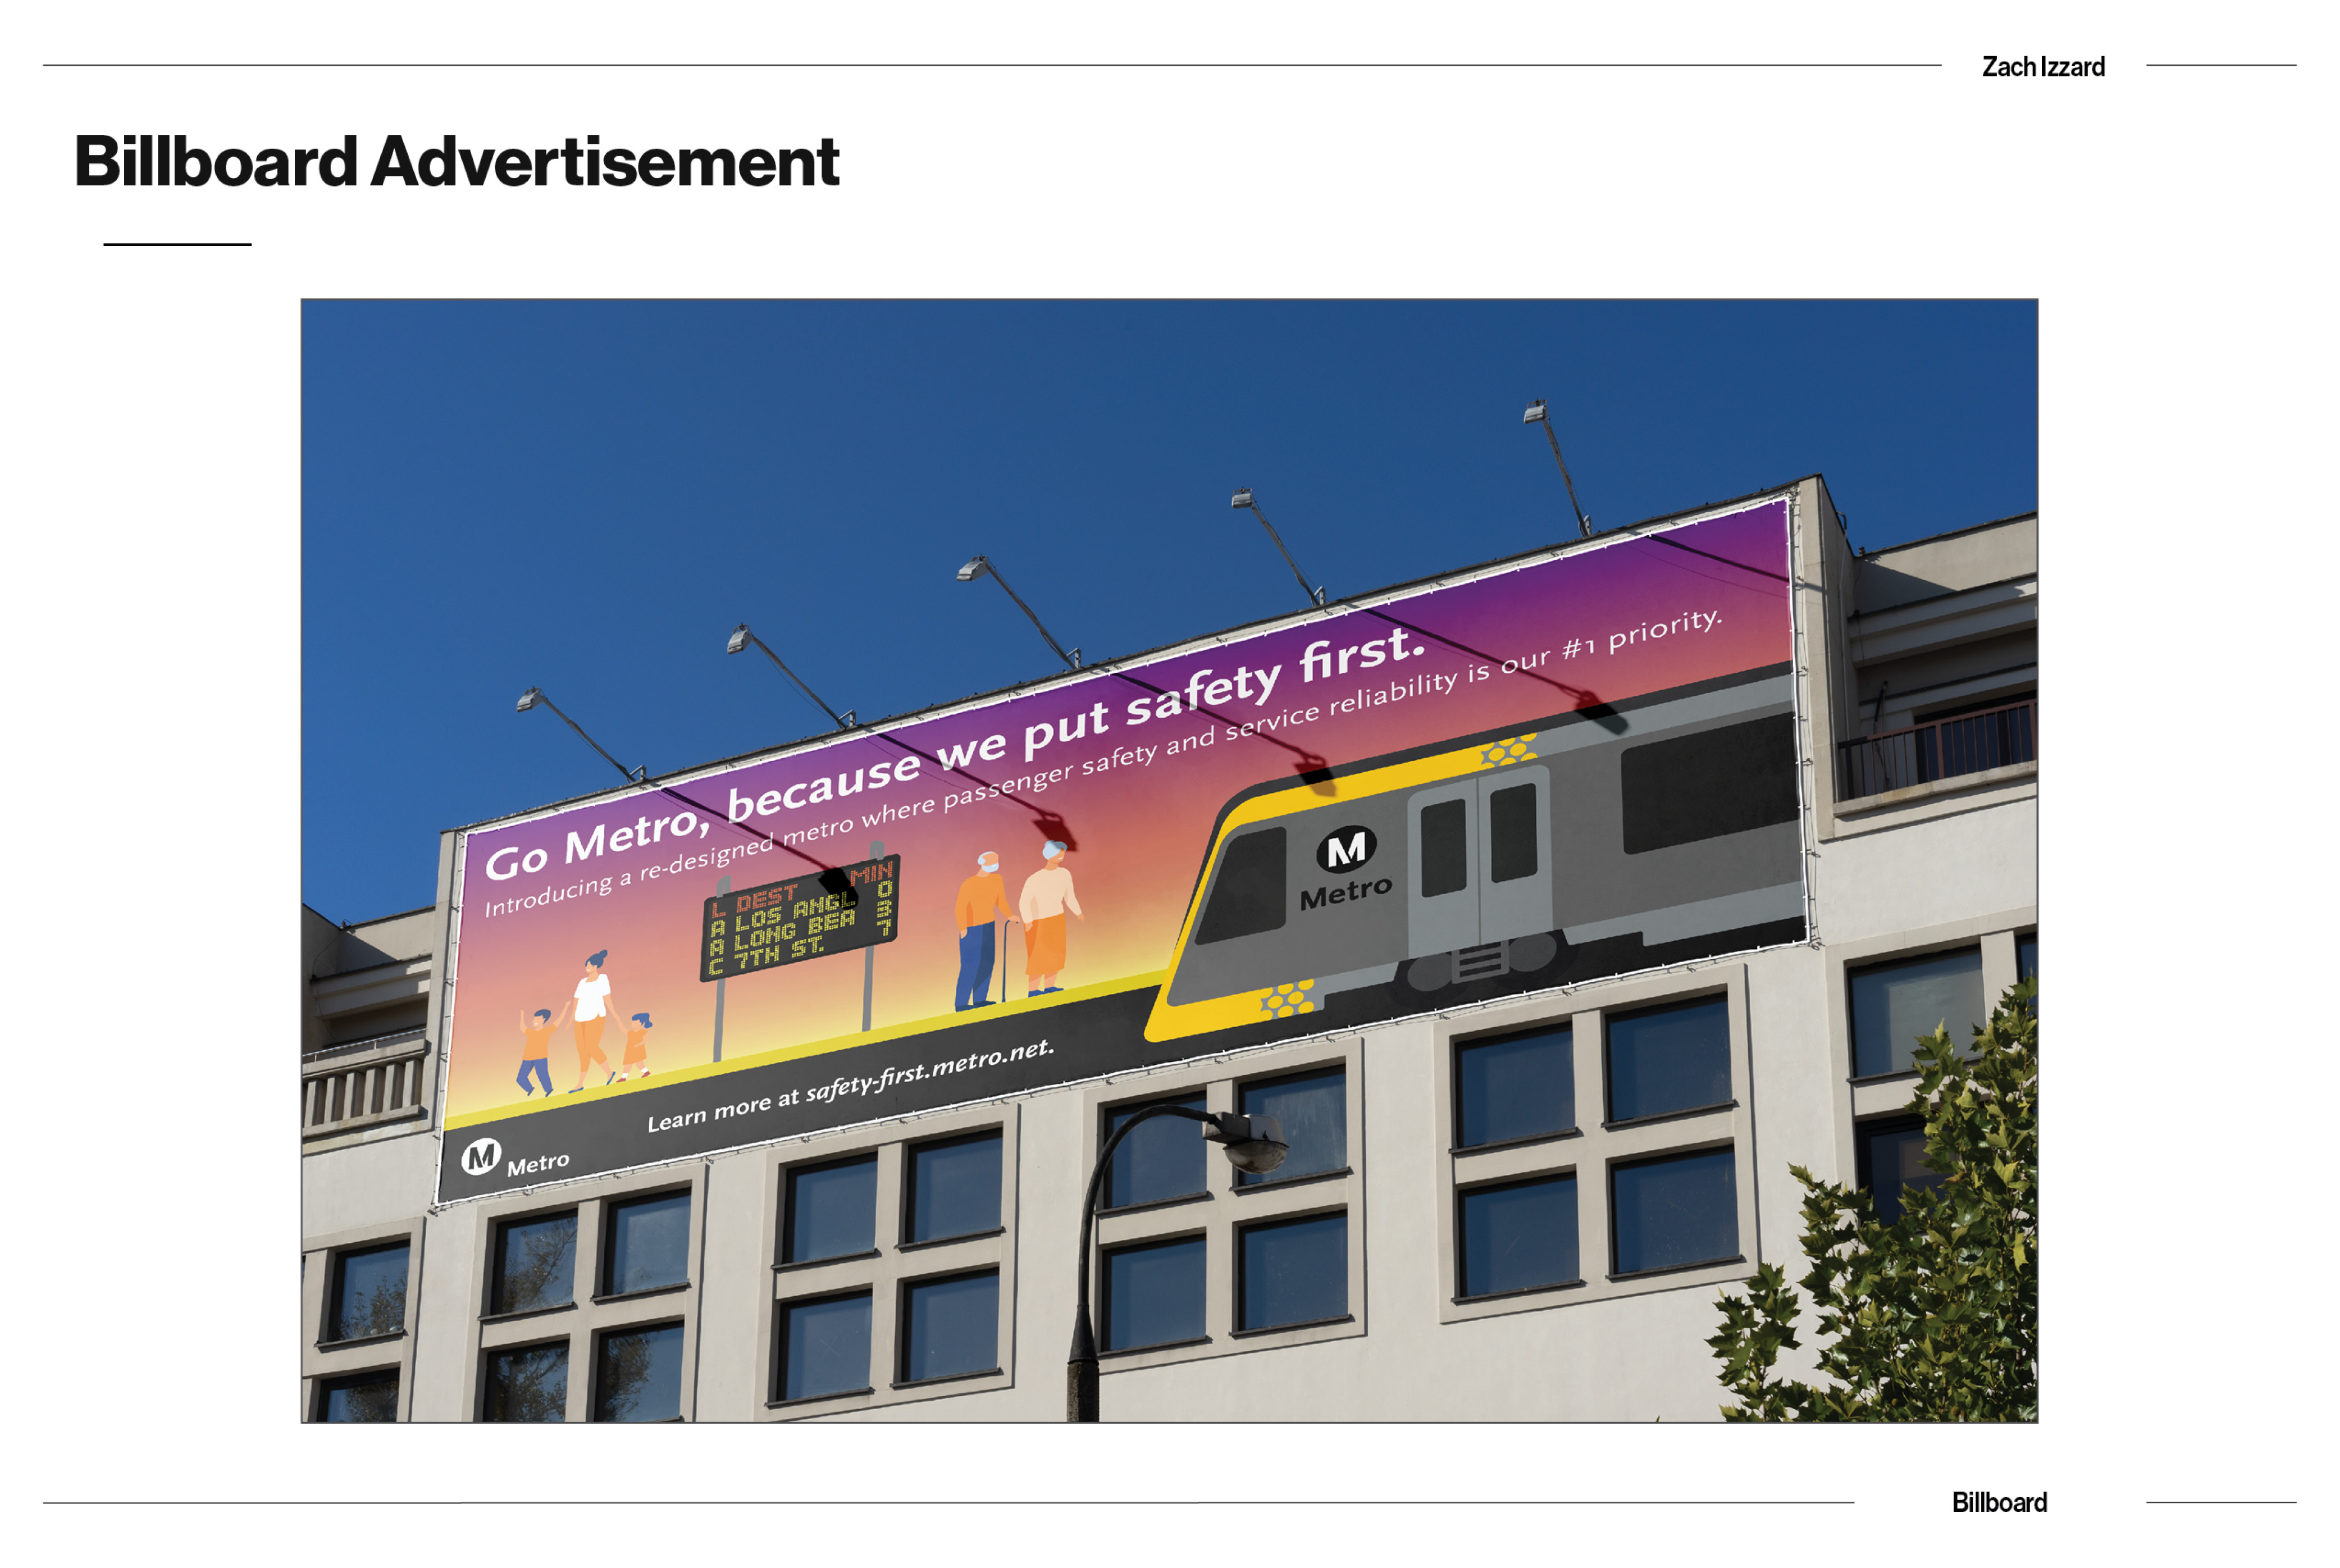 Zach Izzard
Billboard Advertisement
Go Metro, because we put safety first.
Introducing a re-designed metro where passenger safety and service reliability is our #1 priority.
L DEST MIN
A LOS ANGL 0
A LONG BEA 3
C 7TH ST. 7
M
Metro
Learn more at safety-first.metro.net.
M Metro
Billboard